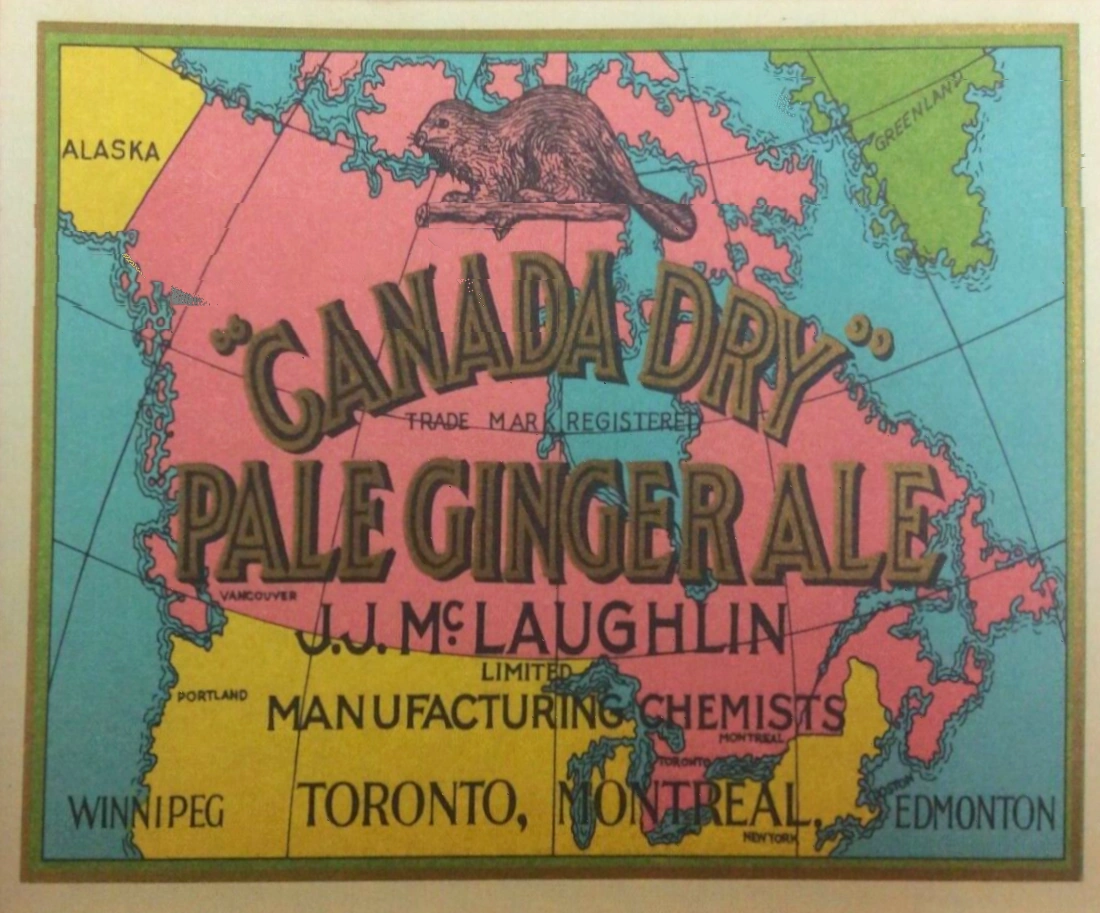 ALASKA
GREENLAND
"CANADA DRY"
TRADE MARK REGISTERED
PALE GINGER ALE
VANCOUVER
J.J. McLAUGHLIN
LIMITED
PORTLAND
MANUFACTURING CHEMISTS
MONTREAL
TORONTO
BOSTON
WINNIPEG TORONTO, MONTREAL, EDMONTON
NEW YORK